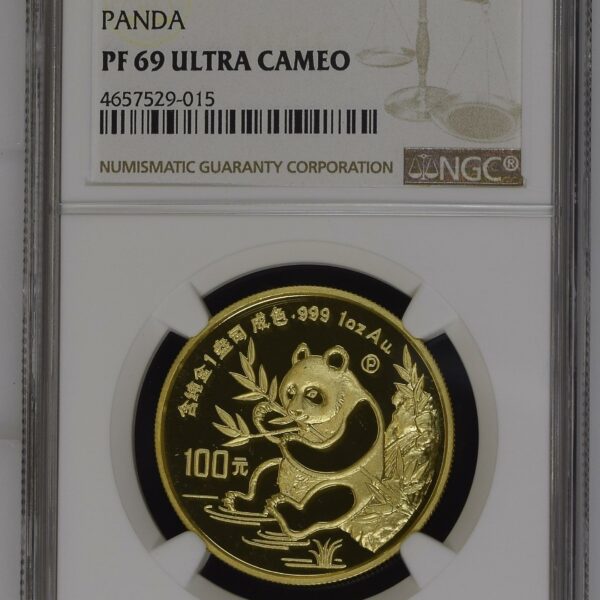 PANDA
PF 69 ULTRA CAMEO
4657529-015
NUMISMATIC GUARANTY CORPORATION
NGC®
含純金1盎司 成色·999 1oz Au.
P
100元